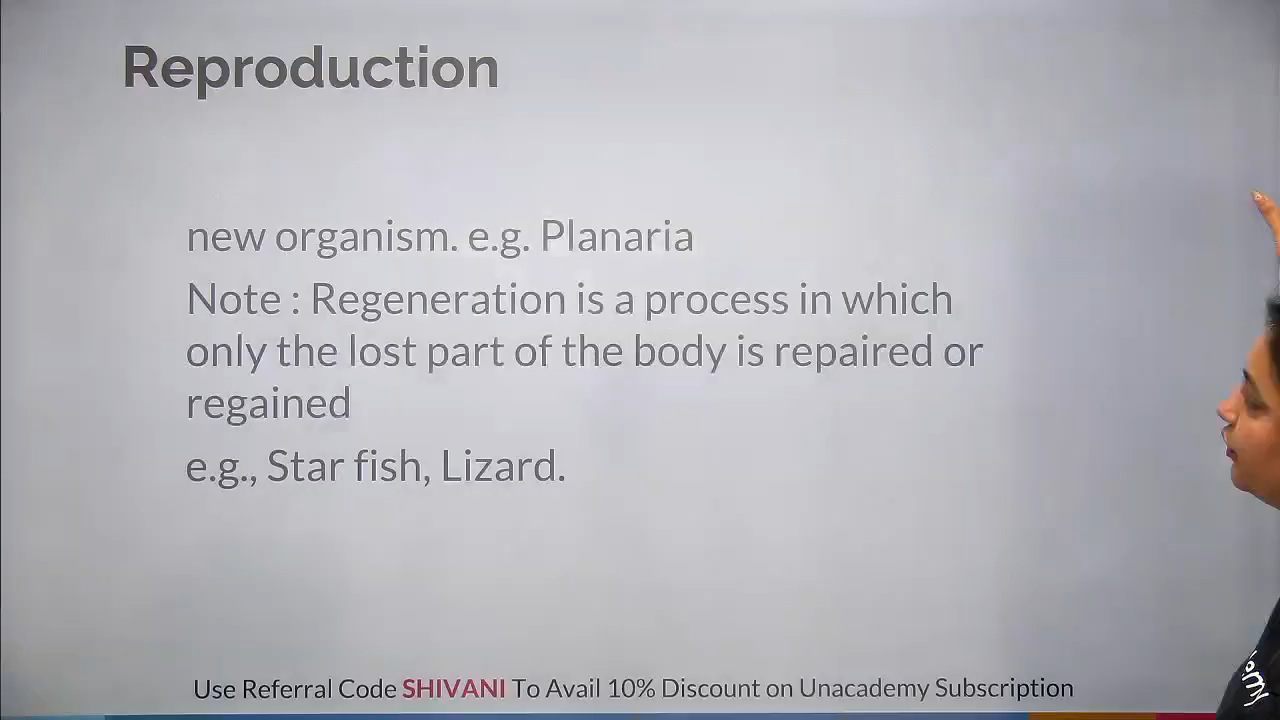 Reproduction
new organism. e.g. Planaria
Note : Regeneration is a process in which
only the lost part of the body is repaired or
regained
e.g., Star fish, Lizard.
Use Referral Code SHIVANI To Avail 10% Discount on Unacademy Subscription